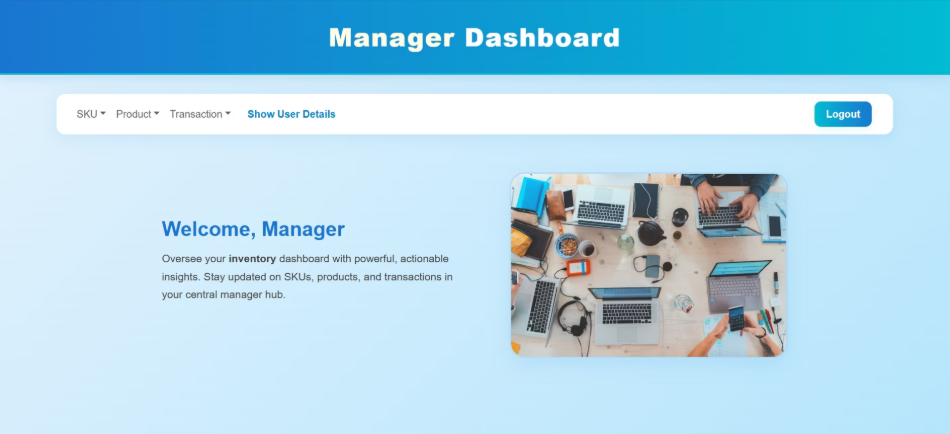 Manager Dashboard
SKU Product Transaction Show User Details Logout
Welcome, Manager
Oversee your inventory dashboard with powerful, actionable
insights. Stay updated on SKUs, products, and transactions in
your central manager hub.